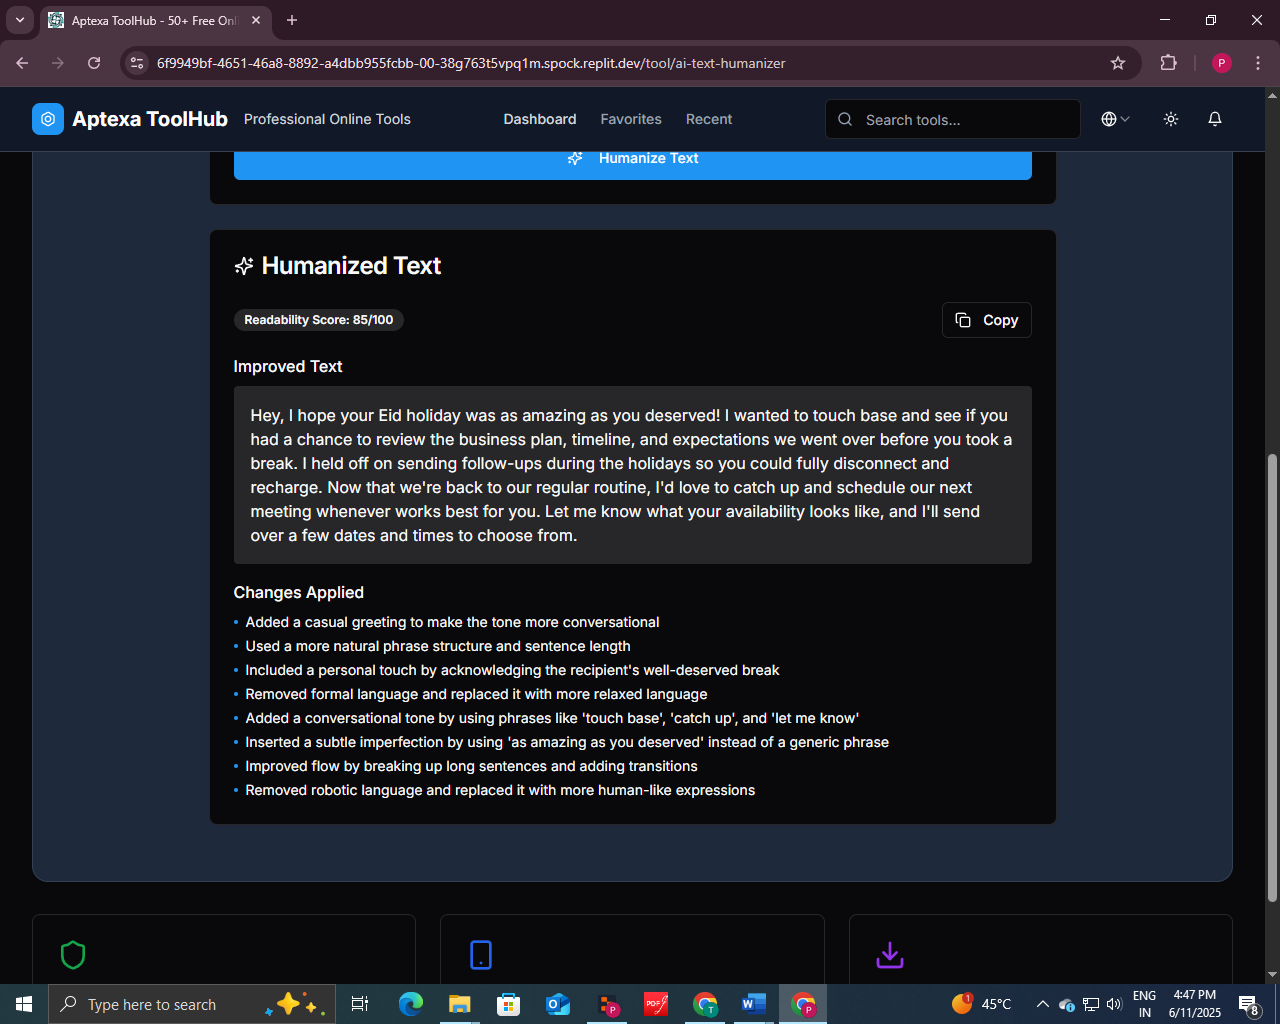 Aptexa ToolHub - 50+ Free Onl
6f9949bf-4651-46a8-8892-a4dbb955fcbb-00-38g763t5vpq1m.spock.replit.dev/tool/ai-text-humanizer
P
Aptexa ToolHub
Professional Online Tools
Dashboard
Favorites
Recent
Search tools...
Humanize Text
Humanized Text
Readability Score: 85/100
Copy
Improved Text
Hey, I hope your Eid holiday was as amazing as you deserved! I wanted to touch base and see if you
had a chance to review the business plan, timeline, and expectations we went over before you took a
break. I held off on sending follow-ups during the holidays so you could fully disconnect and
recharge. Now that we're back to our regular routine, I'd love to catch up and schedule our next
meeting whenever works best for you. Let me know what your availability looks like, and I'll send
over a few dates and times to choose from.
Changes Applied
• Added a casual greeting to make the tone more conversational
• Used a more natural phrase structure and sentence length
• Included a personal touch by acknowledging the recipient's well-deserved break
• Removed formal language and replaced it with more relaxed language
• Added a conversational tone by using phrases like 'touch base', 'catch up', and 'let me know'
• Inserted a subtle imperfection by using 'as amazing as you deserved' instead of a generic phrase
• Improved flow by breaking up long sentences and adding transitions
• Removed robotic language and replaced it with more human-like expressions
Type here to search
P
PDF
T
W
P
1
45°C
ENG
IN
4:47 PM
6/11/2025
8